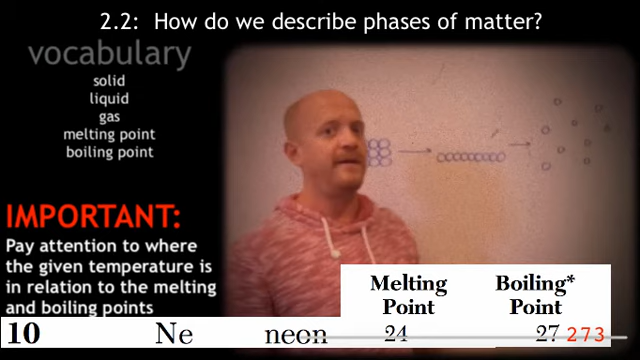 2.2: How do we describe phases of matter?
vocabulary
solid
liquid
gas
melting point
boiling point
IMPORTANT:
Pay attention to where
the given temperature is
in relation to the melting
and boiling points
Melting Boiling*
Point Point
10 Ne neon 24 27 273